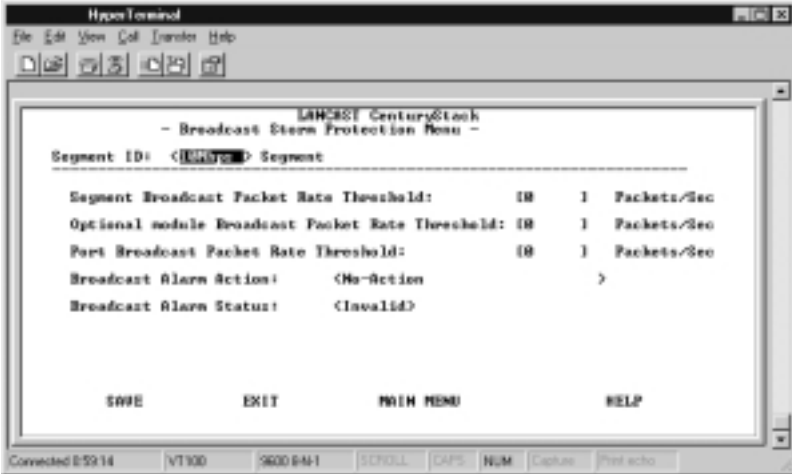 HyperTerminal
File Edit View Call Transfer Help
LANCAST CenturyStack
- Broadcast Storm Protection Menu -
Segment ID: < > Segment
Segment Broadcast Packet Rate Threshold: [0 ] Packets/Sec
Optional module Broadcast Packet Rate Threshold: [0 ] Packets/Sec
Port Broadcast Packet Rate Threshold: [0 ] Packets/Sec
Broadcast Alarm Action: <No-Action >
Broadcast Alarm Status: <Invalid>
SAVE EXIT MAIN MENU HELP
Connected 0:59:14 VT100 9600 8-N-1 SCROLL CAPS NUM Capture Print echo